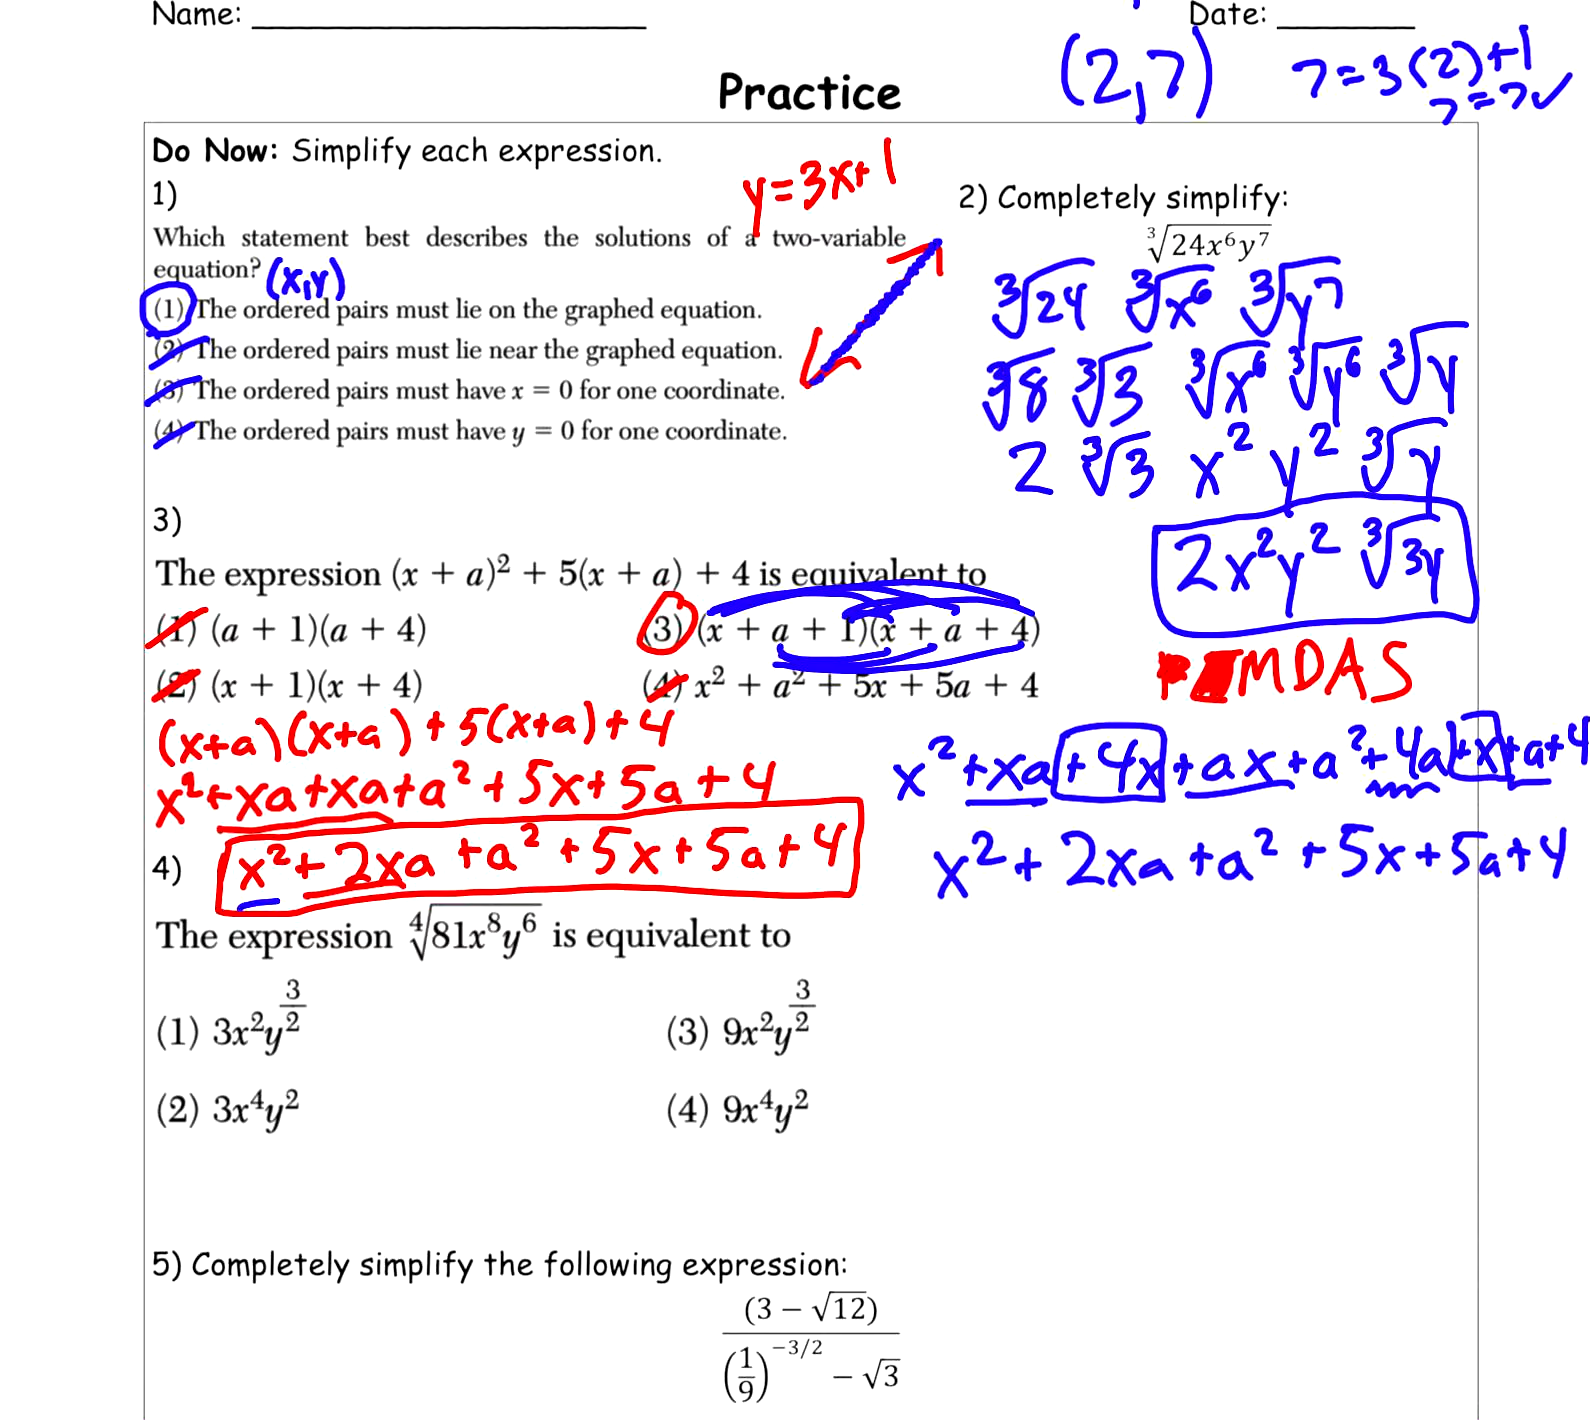 Name: ____________________ Date: _______
(2,7) 7=3(2)+1
7=7✓
Practice
Do Now: Simplify each expression.
1)
y=3x+1
Which statement best describes the solutions of a two-variable
equation? (x,y)
(1) The ordered pairs must lie on the graphed equation.
(2) The ordered pairs must lie near the graphed equation.
(3) The ordered pairs must have x = 0 for one coordinate.
(4) The ordered pairs must have y = 0 for one coordinate.
2) Completely simplify:
∛(24x⁶y⁷)
∛24 ∛x⁶ ∛y⁷
∛8 ∛3 ∛x⁶ ∛y⁶ ∛y
2 ∛3 x² y² ∛y
2x²y² ∛3y
3)
The expression (x + a)² + 5(x + a) + 4 is equivalent to
(1) (a + 1)(a + 4)
(3) (x + a + 1)(x + a + 4)
(2) (x + 1)(x + 4)
(4) x² + a² + 5x + 5a + 4
PEMDAS
(x+a)(x+a)+5(x+a)+4
x²+xa+xa+a²+5x+5a+4
x²+2xa+a²+5x+5a+4
x²+xa+4x+ax+a²+4a+x+a+4
x²+2xa+a²+5x+5a+4
4)
The expression ∜(81x⁸y⁶) is equivalent to
(1) 3x²y^(3/2)
(3) 9x²y^(3/2)
(2) 3x⁴y²
(4) 9x⁴y²
5) Completely simplify the following expression:
(3 − √12)
(1/9)^(−3/2) − √3